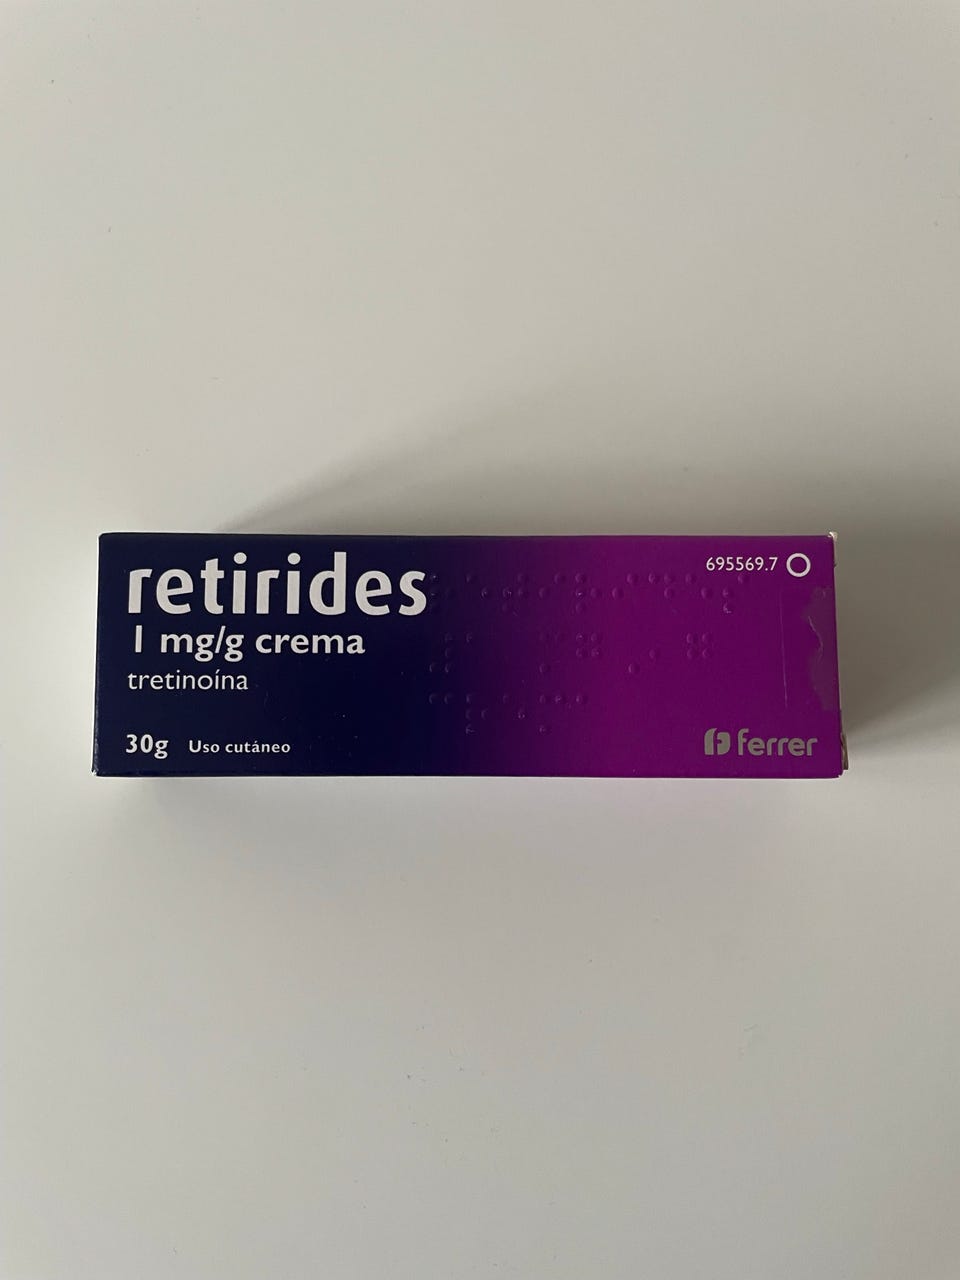 retirides
1 mg/g crema
tretinoína
30g Uso cutáneo
695569.7
ferrer